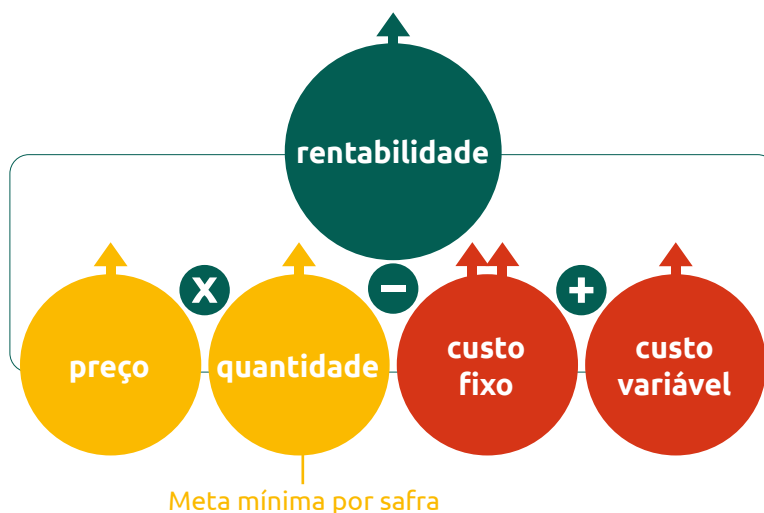 rentabilidade
X
−
+
preço
quantidade
custo
fixo
custo
variável
Meta mínima por safra